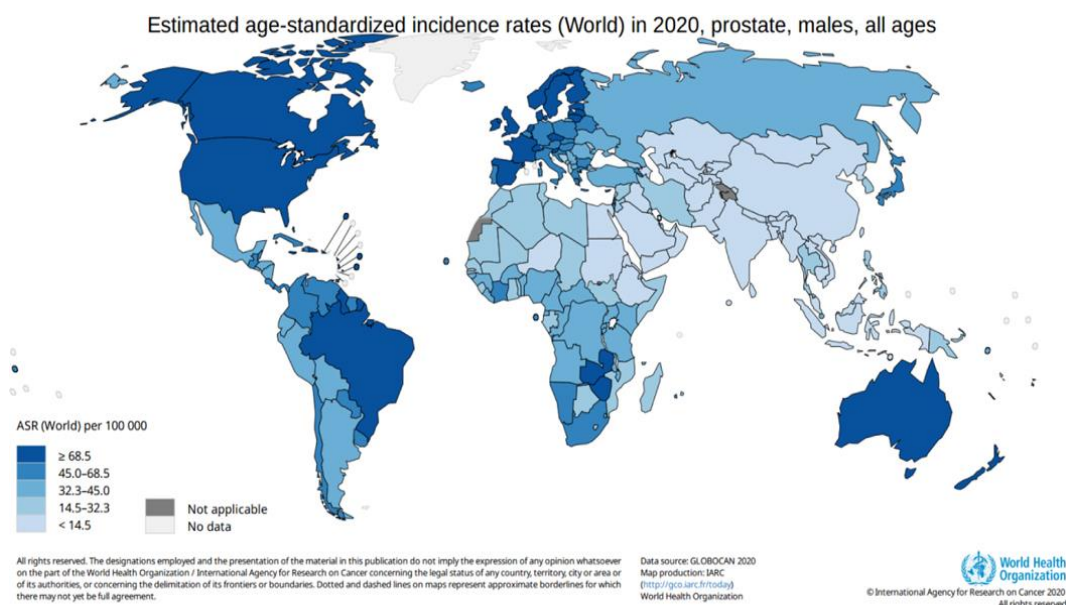 Estimated age-standardized incidence rates (World) in 2020, prostate, males, all ages
ASR (World) per 100 000
≥ 68.5
45.0–68.5
32.3–45.0
14.5–32.3
< 14.5
Not applicable
No data
All rights reserved. The designations employed and the presentation of the material in this publication do not imply the expression of any opinion whatsoever
on the part of the World Health Organization / International Agency for Research on Cancer concerning the legal status of any country, territory, city or area or
of its authorities, or concerning the delimitation of its frontiers or boundaries. Dotted and dashed lines on maps represent approximate borderlines for which
there may not yet be full agreement.
Data source: GLOBOCAN 2020
Map production: IARC
(http://gco.iarc.fr/today)
World Health Organization
World Health
Organization
© International Agency for Research on Cancer 2020
All rights reserved